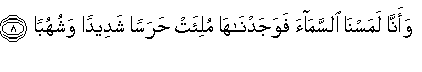 وَأَنَّا لَمَسْنَا ٱلسَّمَآءَ فَوَجَدْنَـٰهَا مُلِئَتْ حَرَسًا شَدِيدًا وَشُهُبًا ۝٨